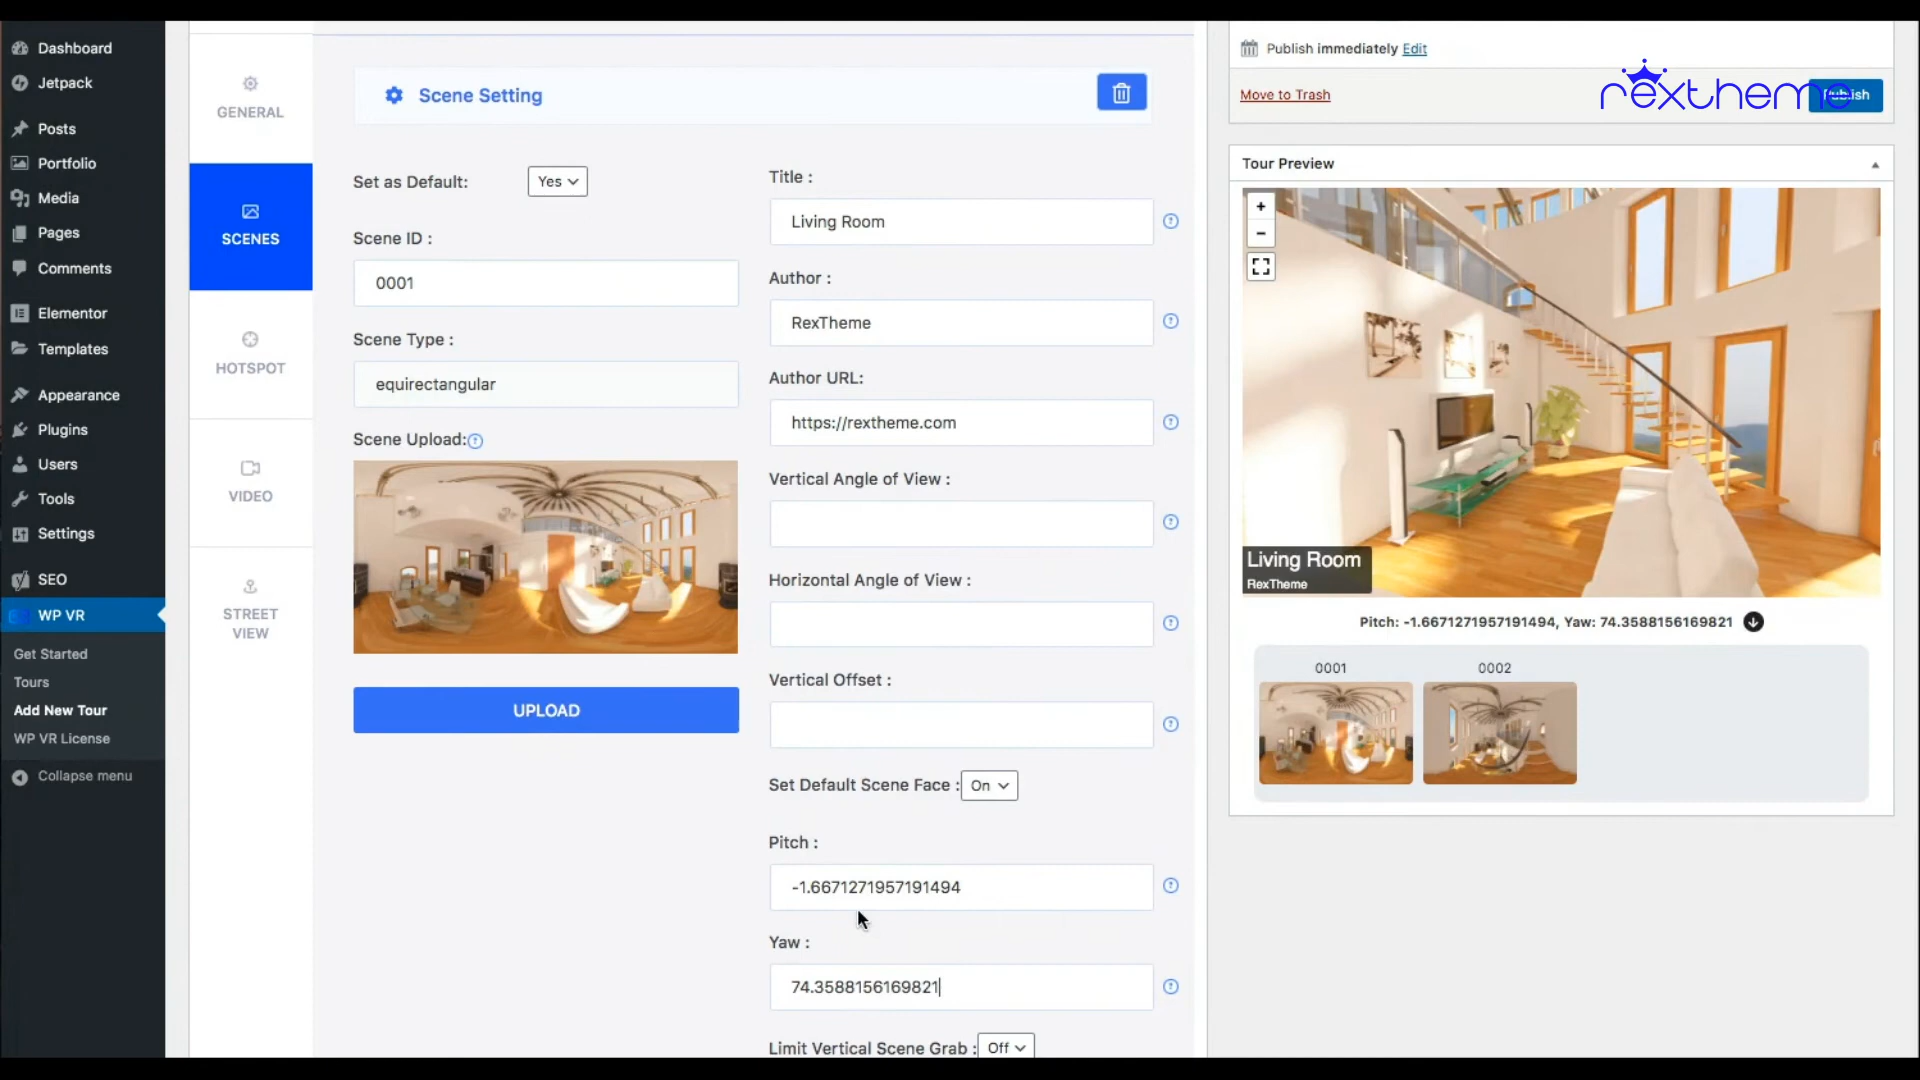 Dashboard
Jetpack
Posts
Portfolio
Media
Pages
Comments
Elementor
Templates
Appearance
Plugins
Users
Tools
Settings
SEO
WP VR
Get Started
Tours
Add New Tour
WP VR License
Collapse menu
GENERAL
SCENES
HOTSPOT
VIDEO
STREET
VIEW
Scene Setting
Set as Default:
Yes
Scene ID :
0001
Scene Type :
equirectangular
Scene Upload:
UPLOAD
Title :
Living Room
Author :
RexTheme
Author URL:
https://rextheme.com
Vertical Angle of View :
Horizontal Angle of View :
Vertical Offset :
Set Default Scene Face : On
Pitch :
-1.6671271957191494
Yaw :
74.3588156169821
Limit Vertical Scene Grab : Off
Publish immediately Edit
Move to Trash
Publish
rextheme
Tour Preview
+
−
Living Room
RexTheme
Pitch: -1.6671271957191494, Yaw: 74.3588156169821
0001
0002